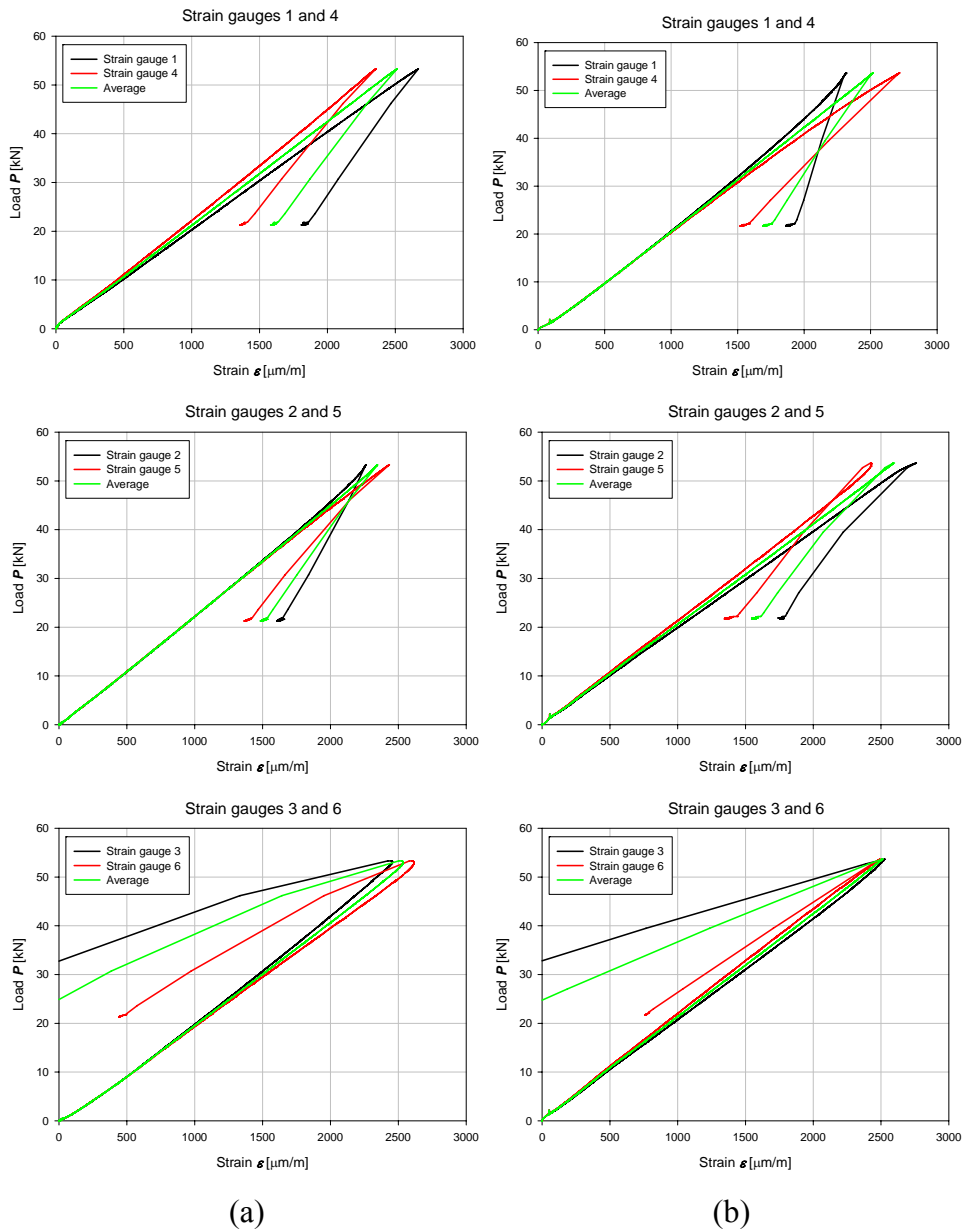 Strain gauges 1 and 4
60
50
40
30
20
10
0
Load P [kN]
Strain gauge 1
Strain gauge 4
Average
0 500 1000 1500 2000 2500 3000
Strain ε [μm/m]
Strain gauges 1 and 4
60
50
40
30
20
10
0
Load P [kN]
Strain gauge 1
Strain gauge 4
Average
0 500 1000 1500 2000 2500 3000
Strain ε [μm/m]
Strain gauges 2 and 5
60
50
40
30
20
10
0
Load P [kN]
Strain gauge 2
Strain gauge 5
Average
0 500 1000 1500 2000 2500 3000
Strain ε [μm/m]
Strain gauges 2 and 5
60
50
40
30
20
10
0
Load P [kN]
Strain gauge 2
Strain gauge 5
Average
0 500 1000 1500 2000 2500 3000
Strain ε [μm/m]
Strain gauges 3 and 6
60
50
40
30
20
10
0
Load P [kN]
Strain gauge 3
Strain gauge 6
Average
0 500 1000 1500 2000 2500 3000
Strain ε [μm/m]
Strain gauges 3 and 6
60
50
40
30
20
10
0
Load P [kN]
Strain gauge 3
Strain gauge 6
Average
0 500 1000 1500 2000 2500 3000
Strain ε [μm/m]
(a)
(b)